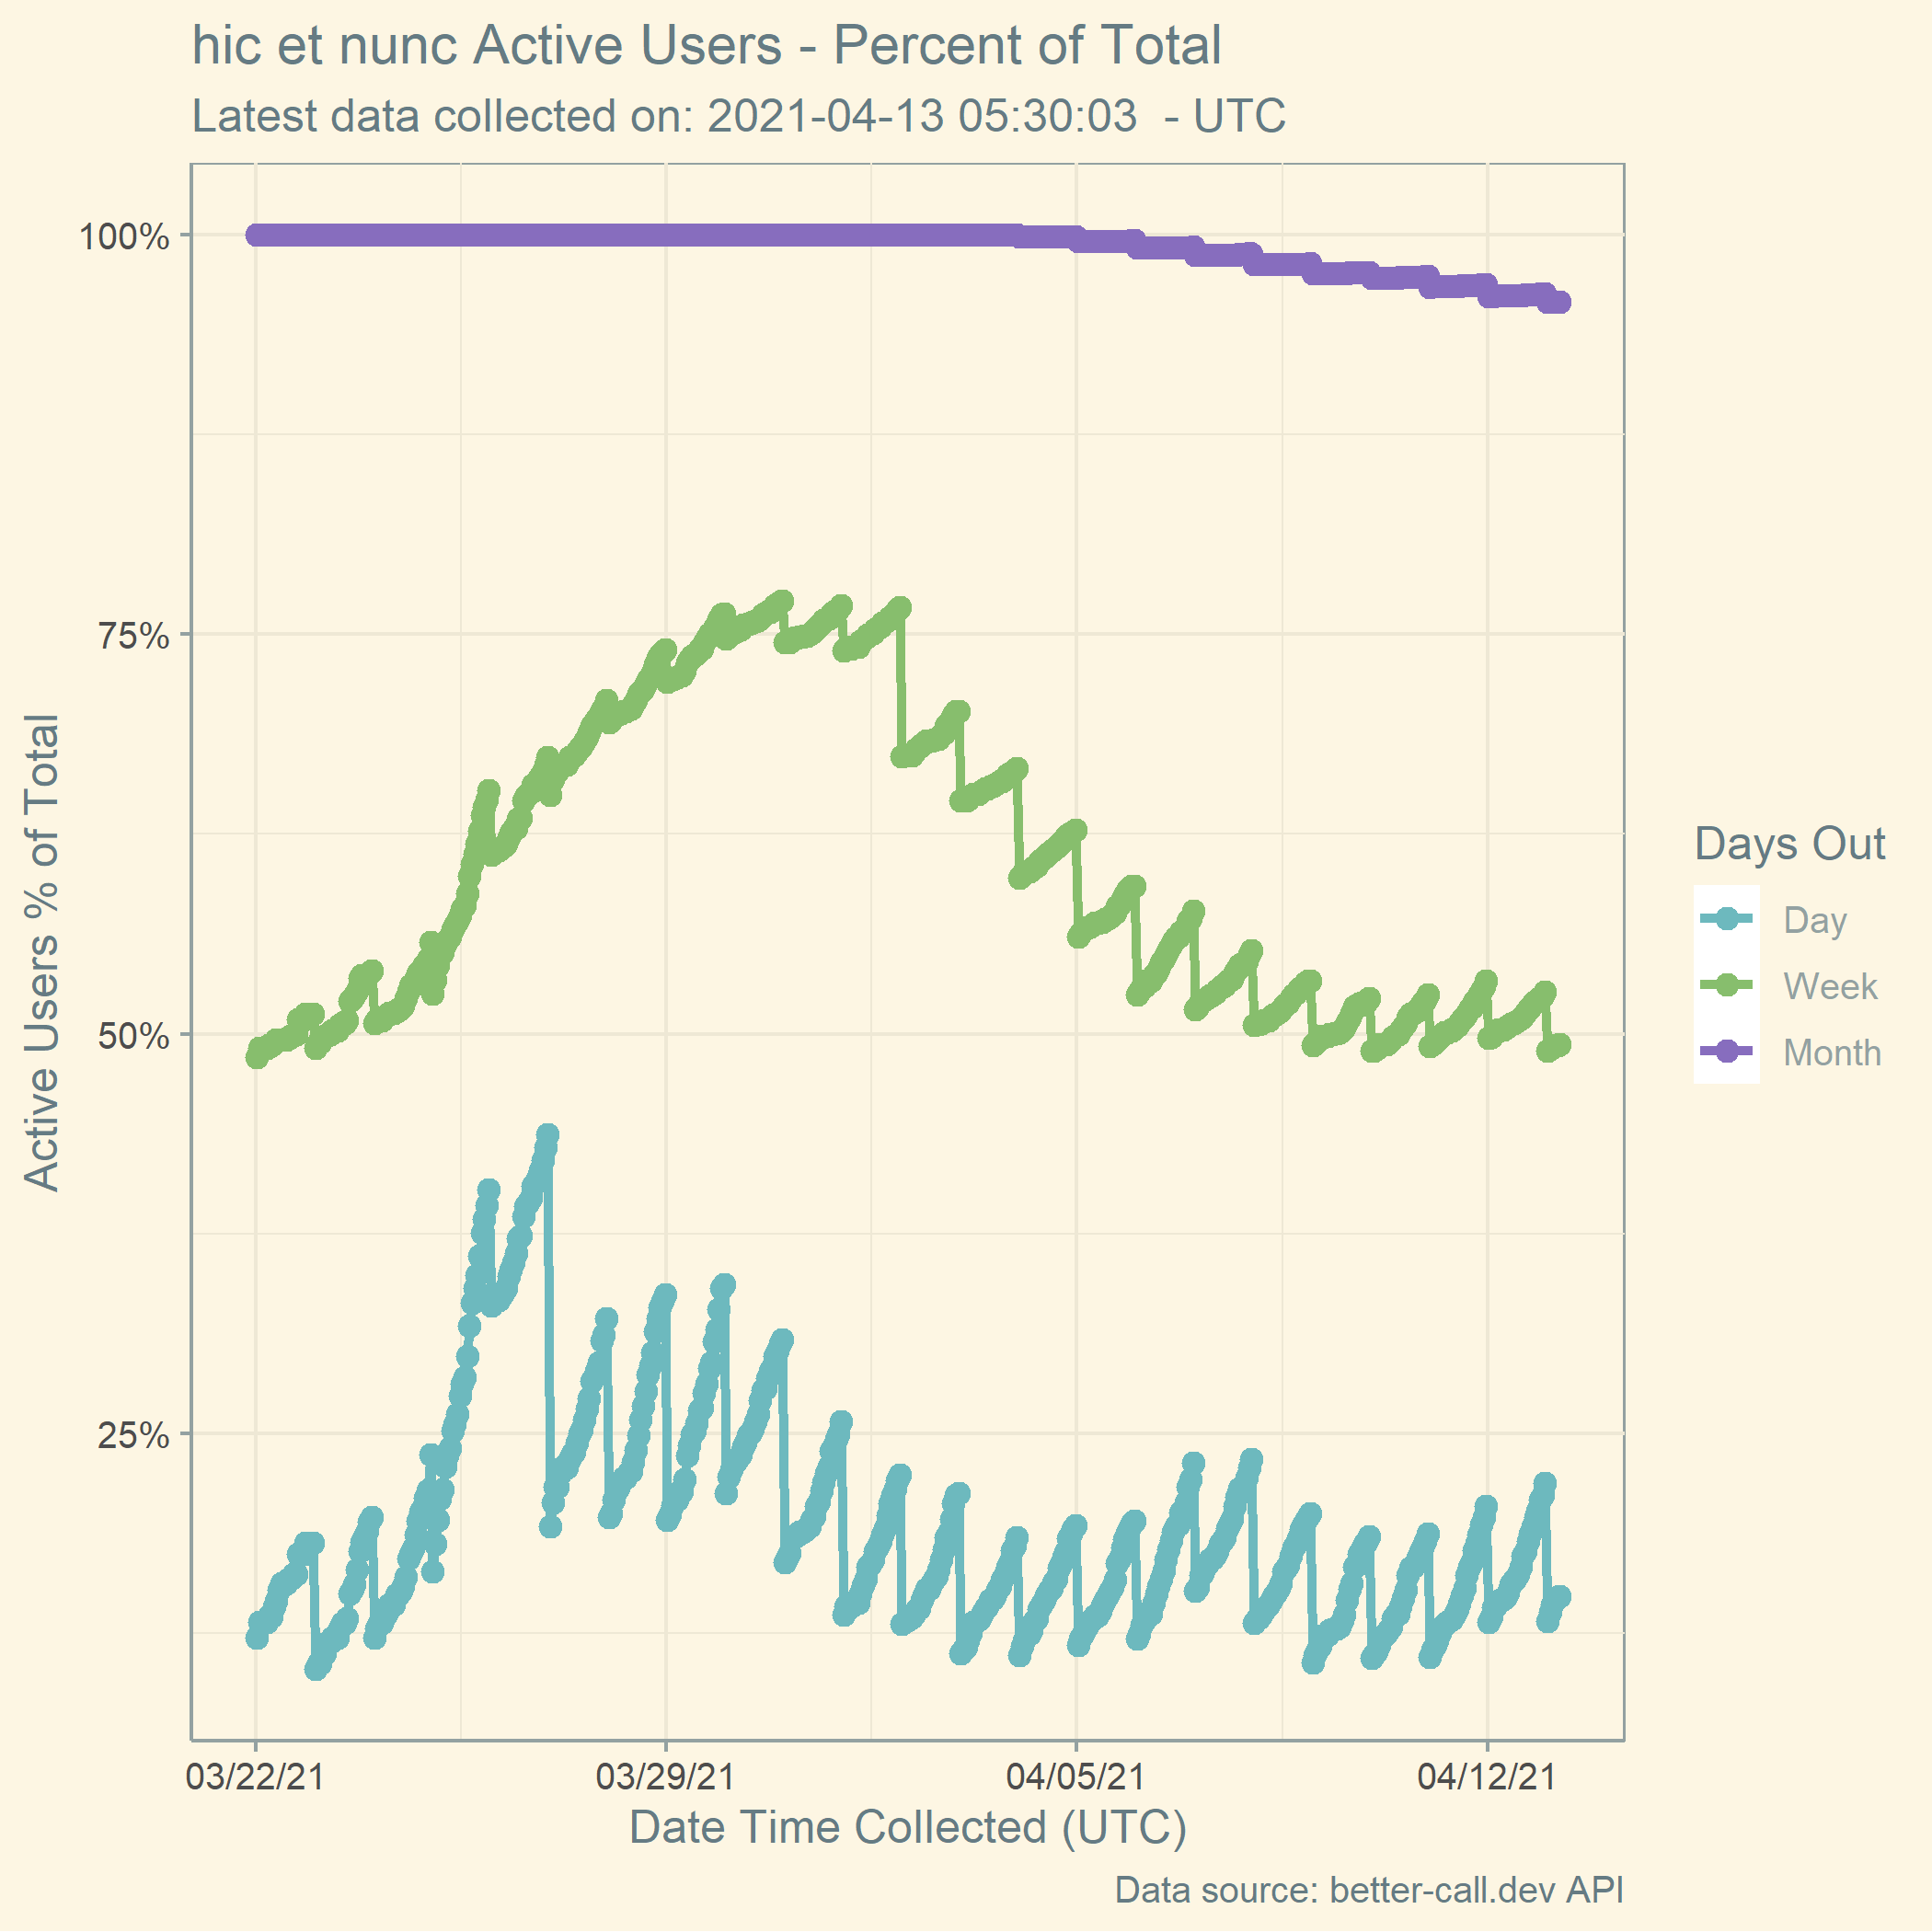 hic et nunc Active Users - Percent of Total
Latest data collected on: 2021-04-13 05:30:03  - UTC
Active Users % of Total
100%
75%
50%
25%
03/22/21
03/29/21
04/05/21
04/12/21
Date Time Collected (UTC)
Days Out
Day
Week
Month
Data source: better-call.dev API